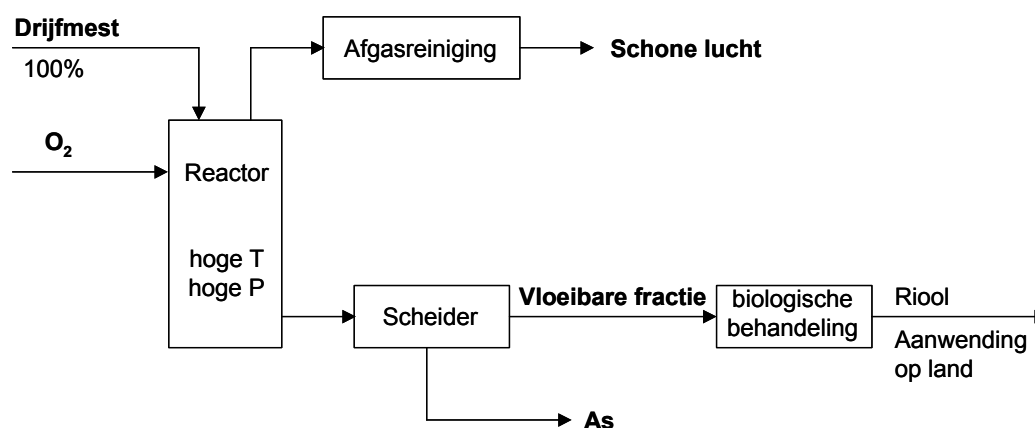 Drijfmest
100%
O2
Reactor
hoge T
hoge P
Afgasreiniging
Schone lucht
Scheider
Vloeibare fractie
As
biologische
behandeling
Riool
Aanwending
op land